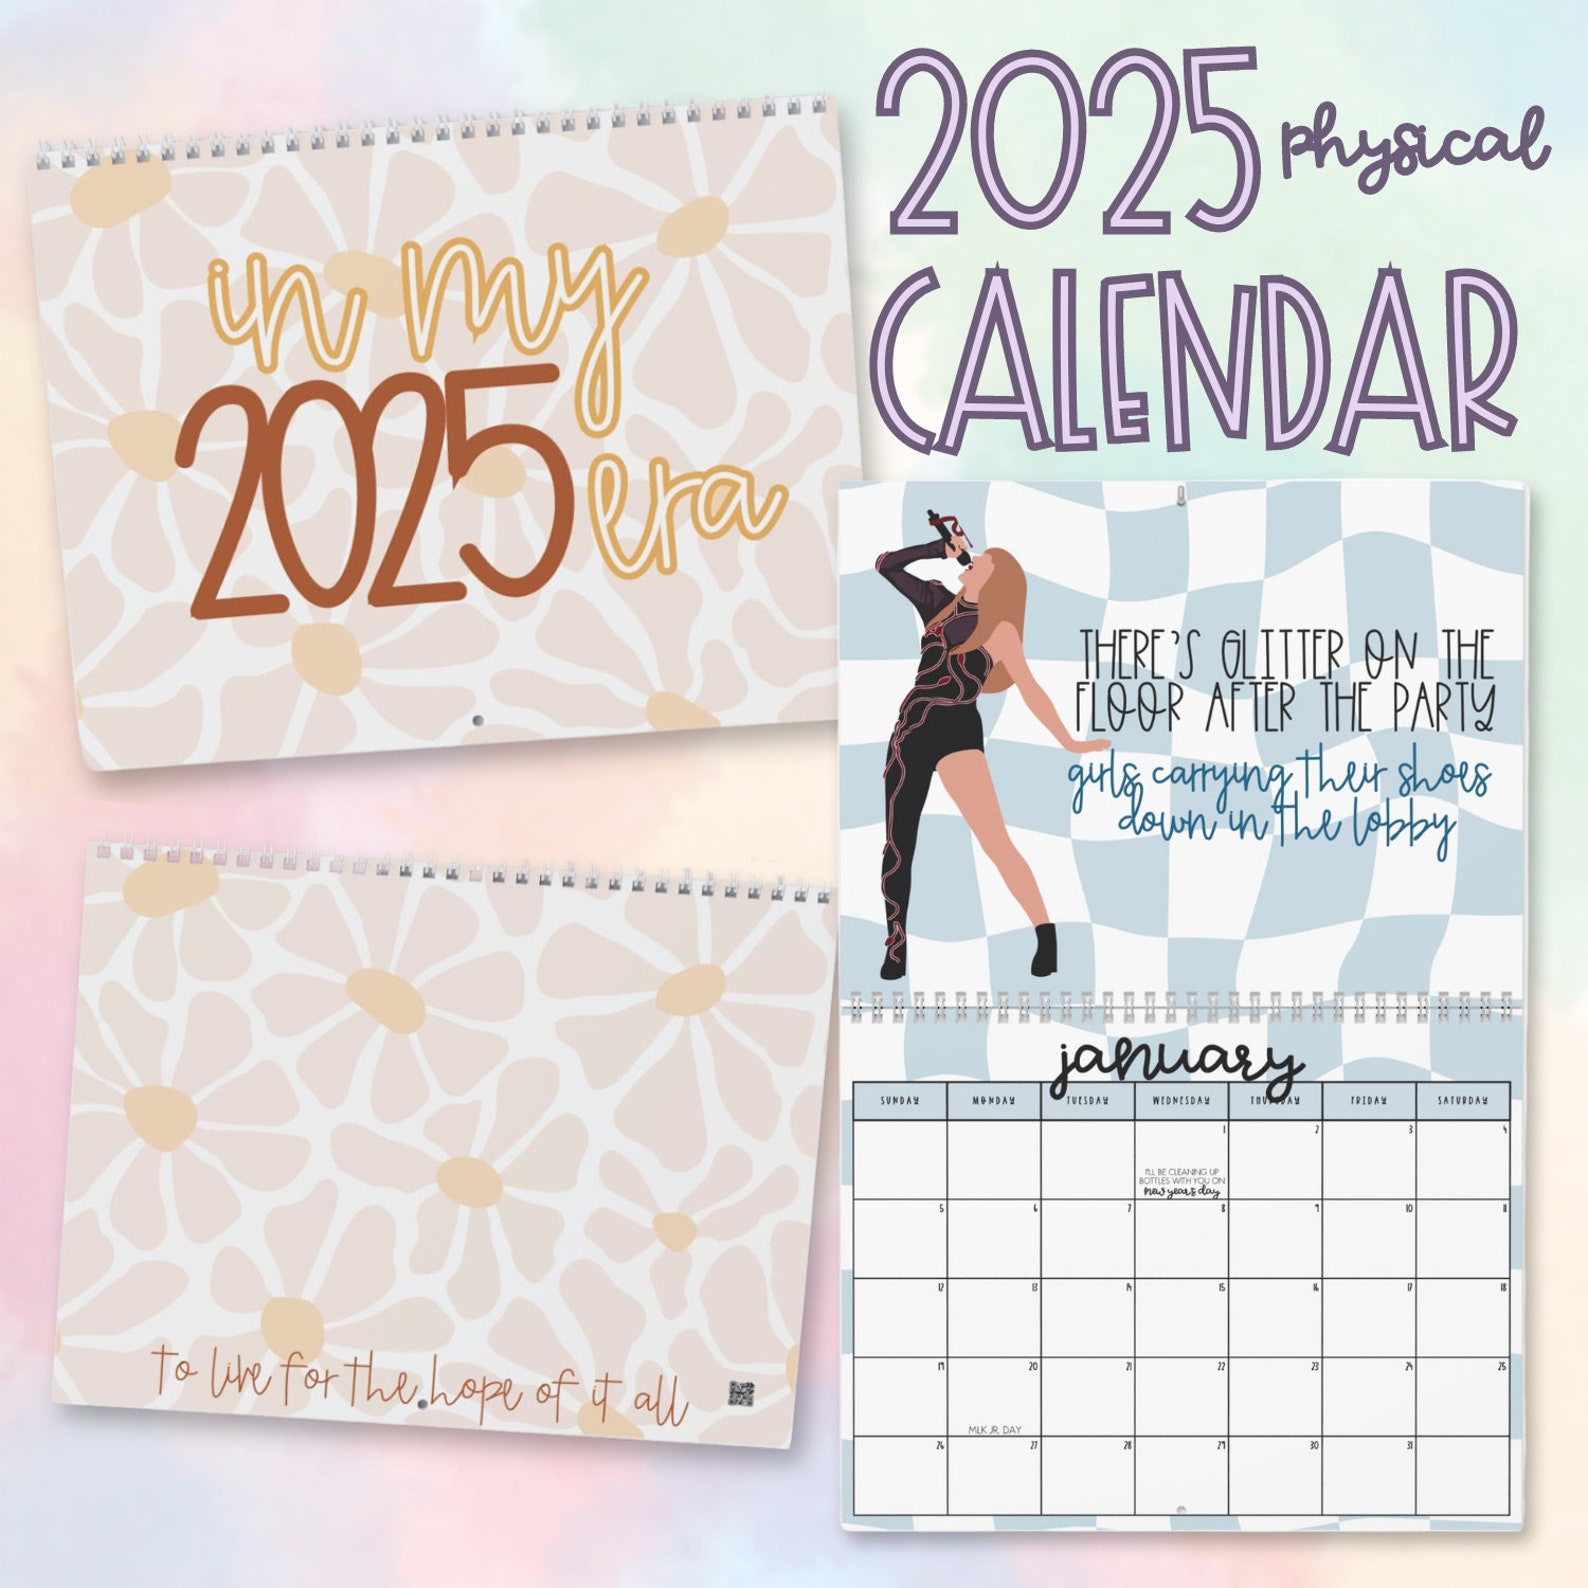 2025 physical
CALENDAR
in my
2025 era
to live for the hope of it all
THERE'S GLITTER ON THE
FLOOR AFTER THE PARTY
girls carrying their shoes
down in the lobby
january
SUNDAY MONDAY TUESDAY WEDNESDAY THURSDAY FRIDAY SATURDAY
1 2 3 4
I'LL BE CLEANING UP
BOTTLES WITH YOU ON
new year's day
5 6 7 8 9 10 11
12 13 14 15 16 17 18
19 20 21 22 23 24 25
MLK JR. DAY
26 27 28 29 30 31